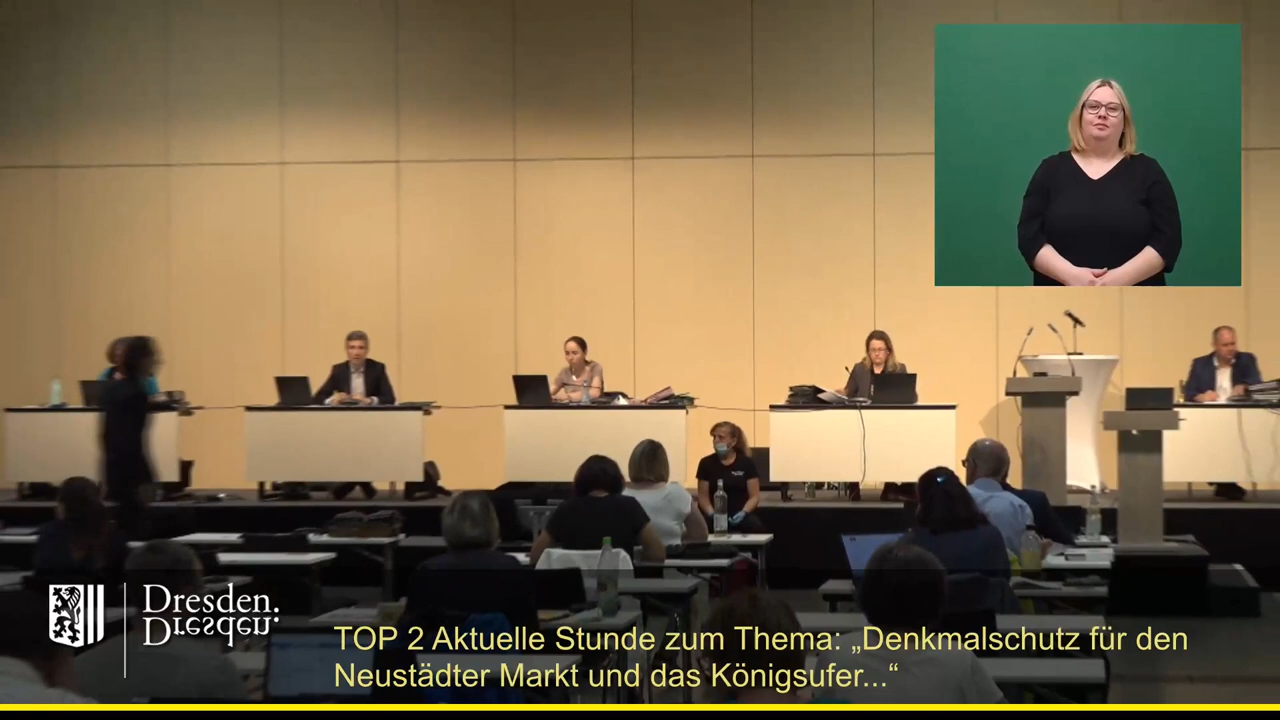 Dresden.
Dresden.
TOP 2 Aktuelle Stunde zum Thema: „Denkmalschutz für den
Neustädter Markt und das Königsufer...“